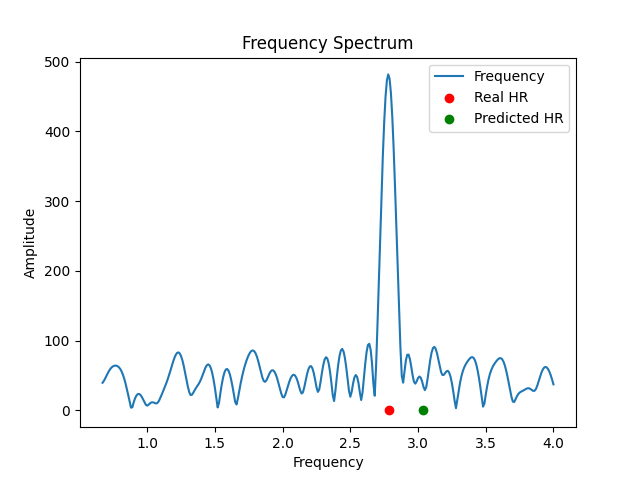 Frequency Spectrum
500
400
300
200
100
0
Amplitude
Frequency
Real HR
Predicted HR
1.0 1.5 2.0 2.5 3.0 3.5 4.0
Frequency